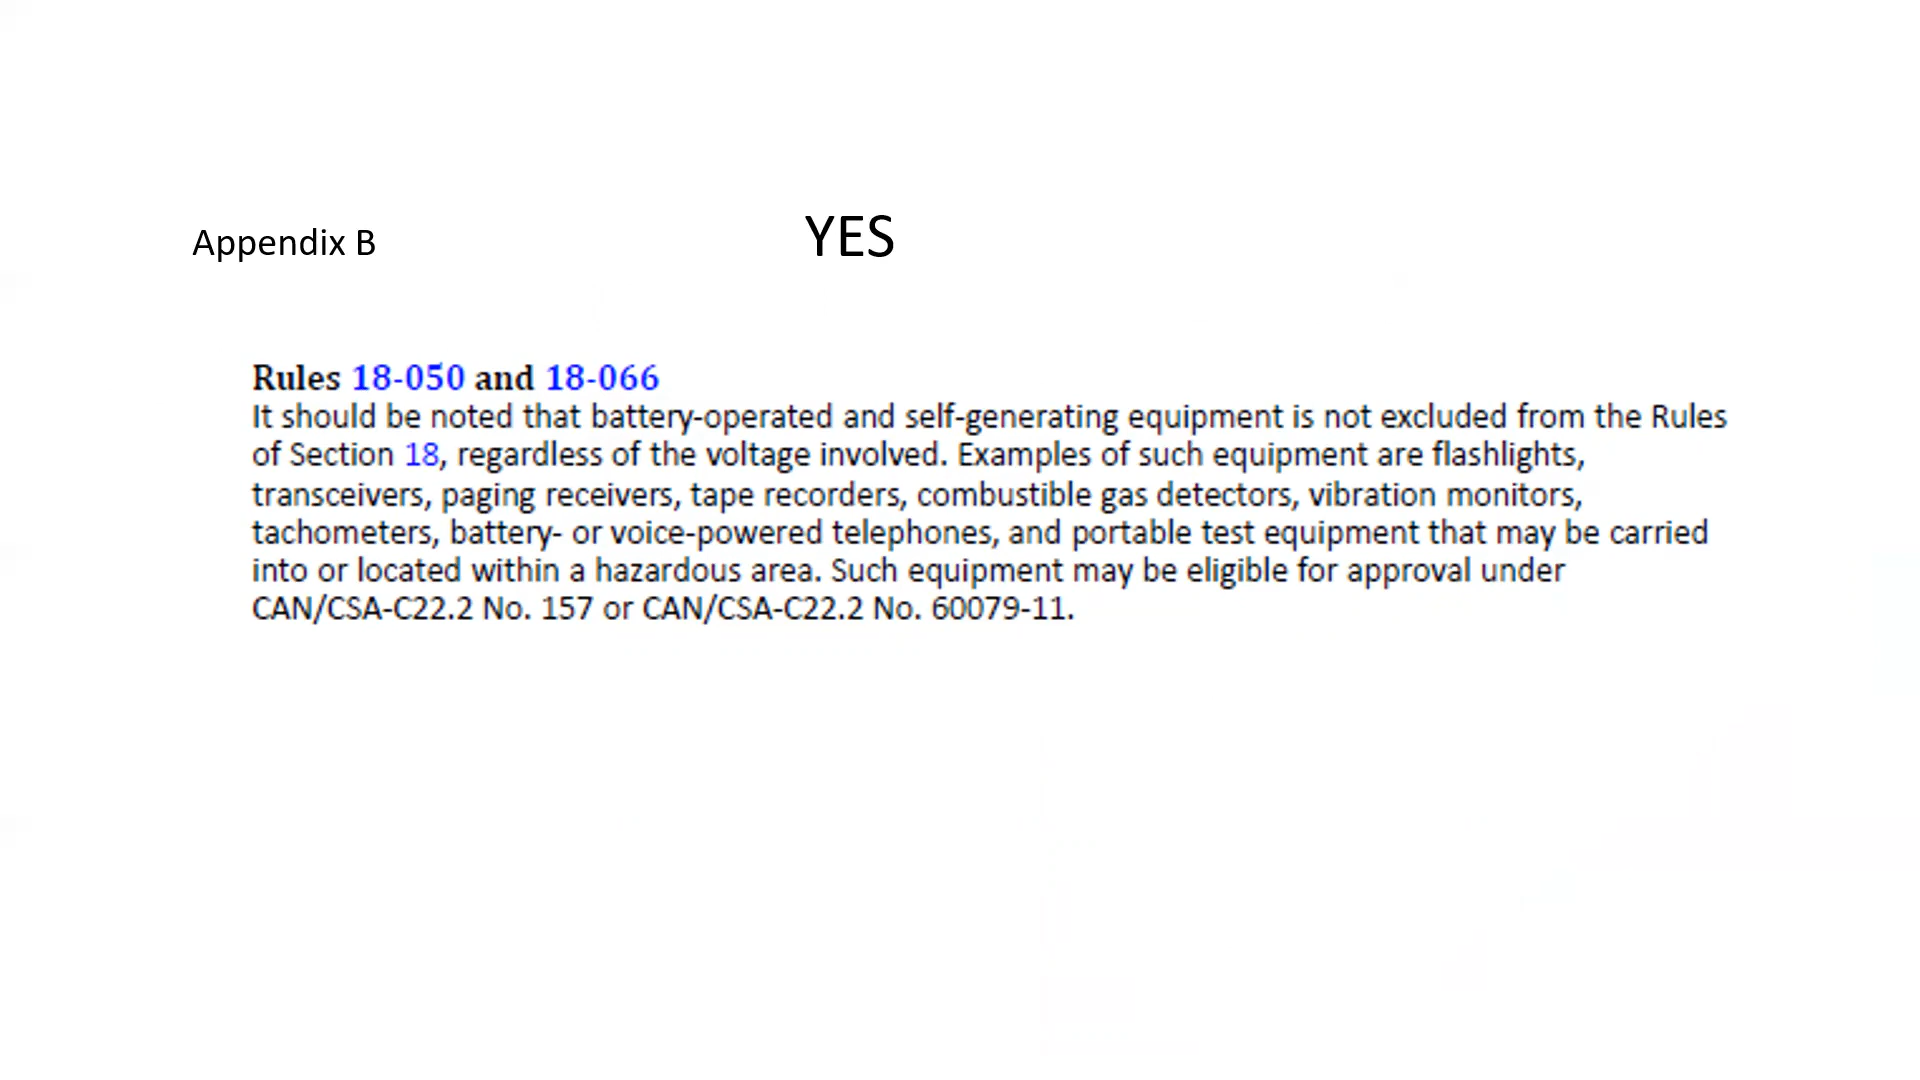 Appendix B
YES
Rules 18-050 and 18-066
It should be noted that battery-operated and self-generating equipment is not excluded from the Rules
of Section 18, regardless of the voltage involved. Examples of such equipment are flashlights,
transceivers, paging receivers, tape recorders, combustible gas detectors, vibration monitors,
tachometers, battery- or voice-powered telephones, and portable test equipment that may be carried
into or located within a hazardous area. Such equipment may be eligible for approval under
CAN/CSA-C22.2 No. 157 or CAN/CSA-C22.2 No. 60079-11.